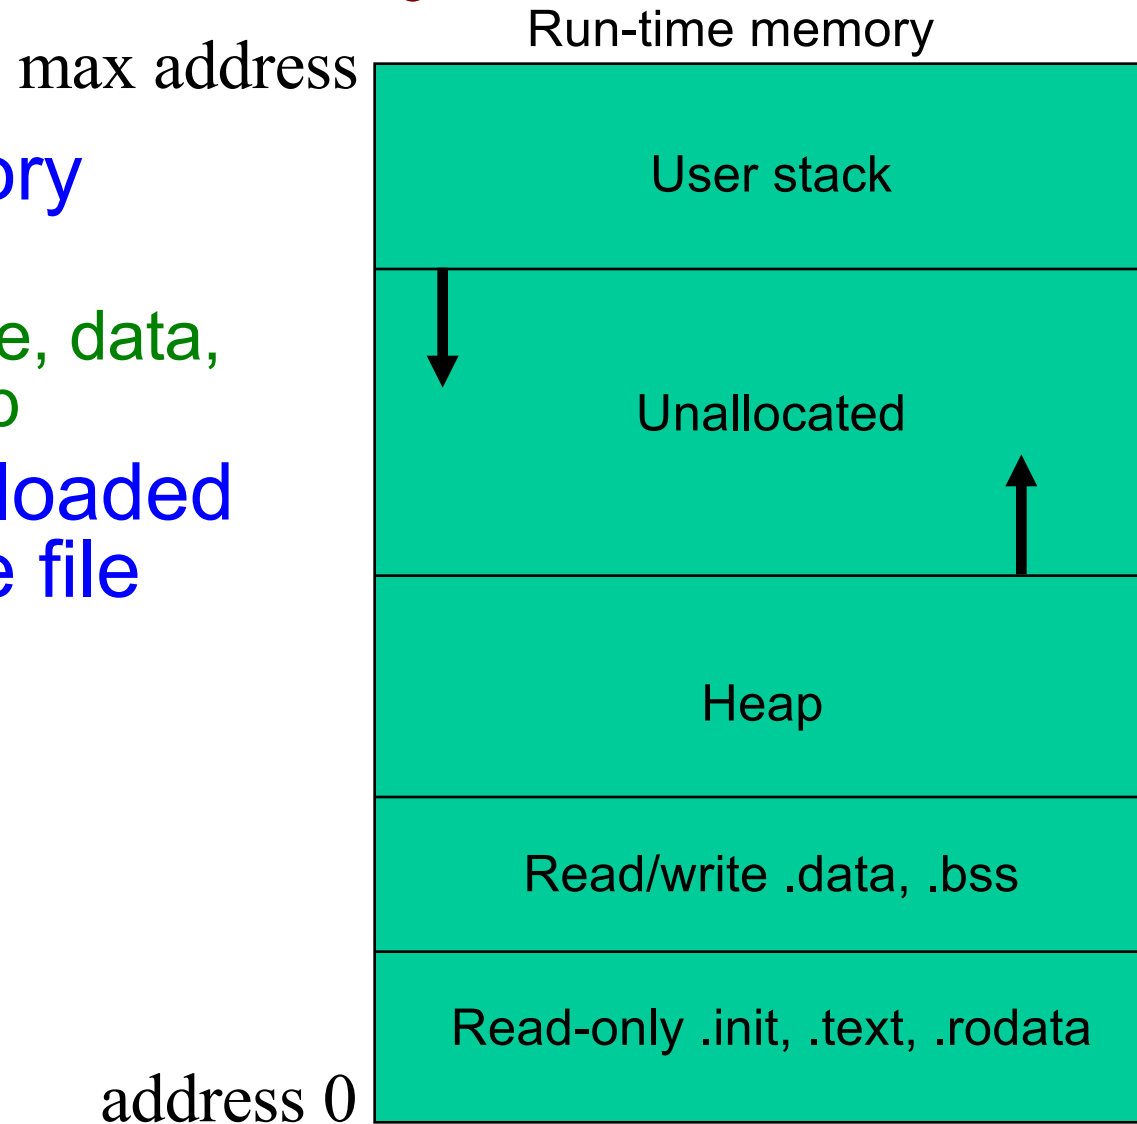 Run-time memory
max address
ory
User stack
e, data,
Unallocated
loaded
e file
Heap
Read/write .data, .bss
Read-only .init, .text, .rodata
address 0